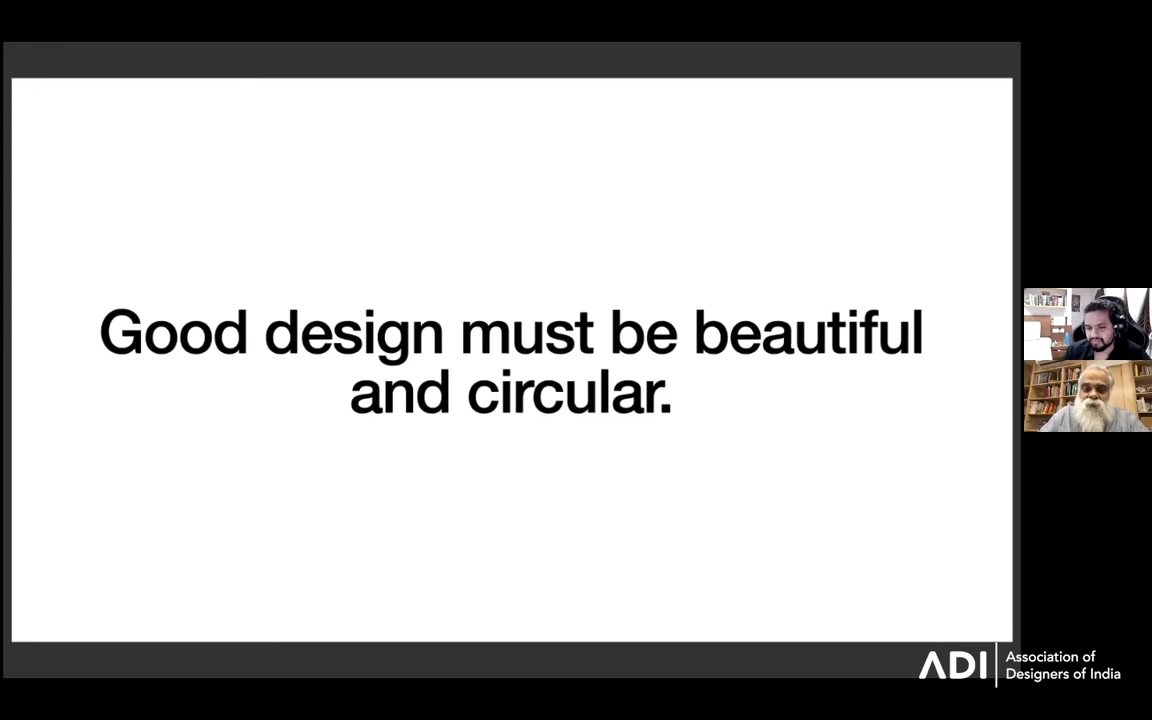 Good design must be beautiful
and circular.
ADI
Association of
Designers of India